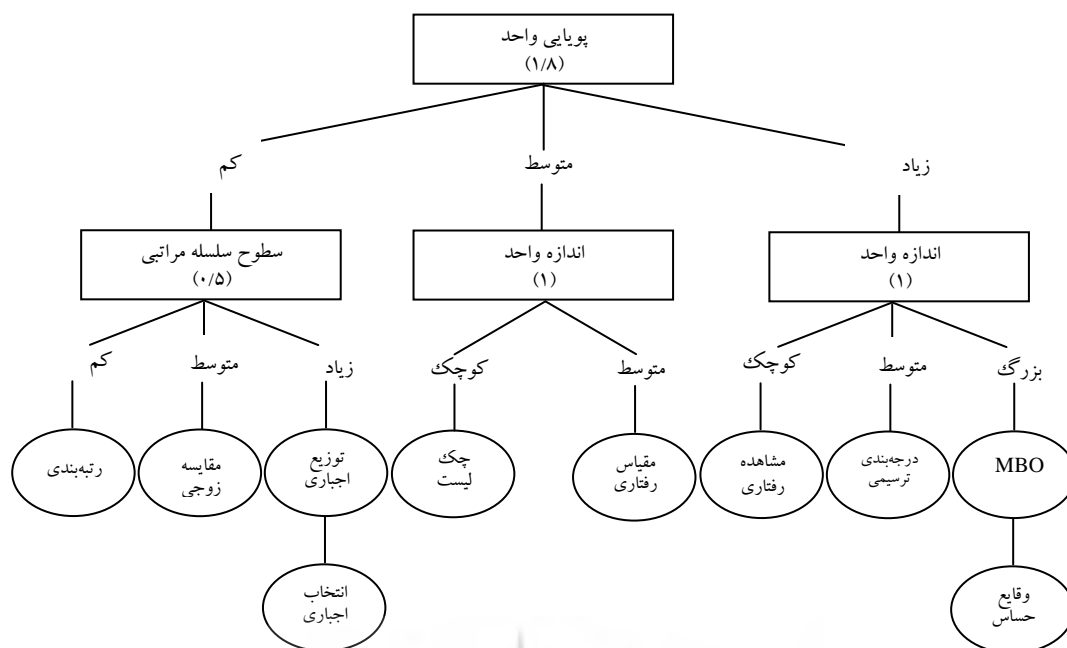 پویایی واحد
(۱/۸)
کم
متوسط
زیاد
سطوح سلسله مراتبی
(۰/۵)
اندازه واحد
(۱)
اندازه واحد
(۱)
کم
متوسط
زیاد
کوچک
متوسط
کوچک
متوسط
بزرگ
رتبه‌بندی
مقایسه
زوجی
توزیع
اجباری
چک
لیست
مقیاس
رفتاری
مشاهده
رفتاری
درجه‌بندی
ترسیمی
MBO
انتخاب
اجباری
وقایع
حساس